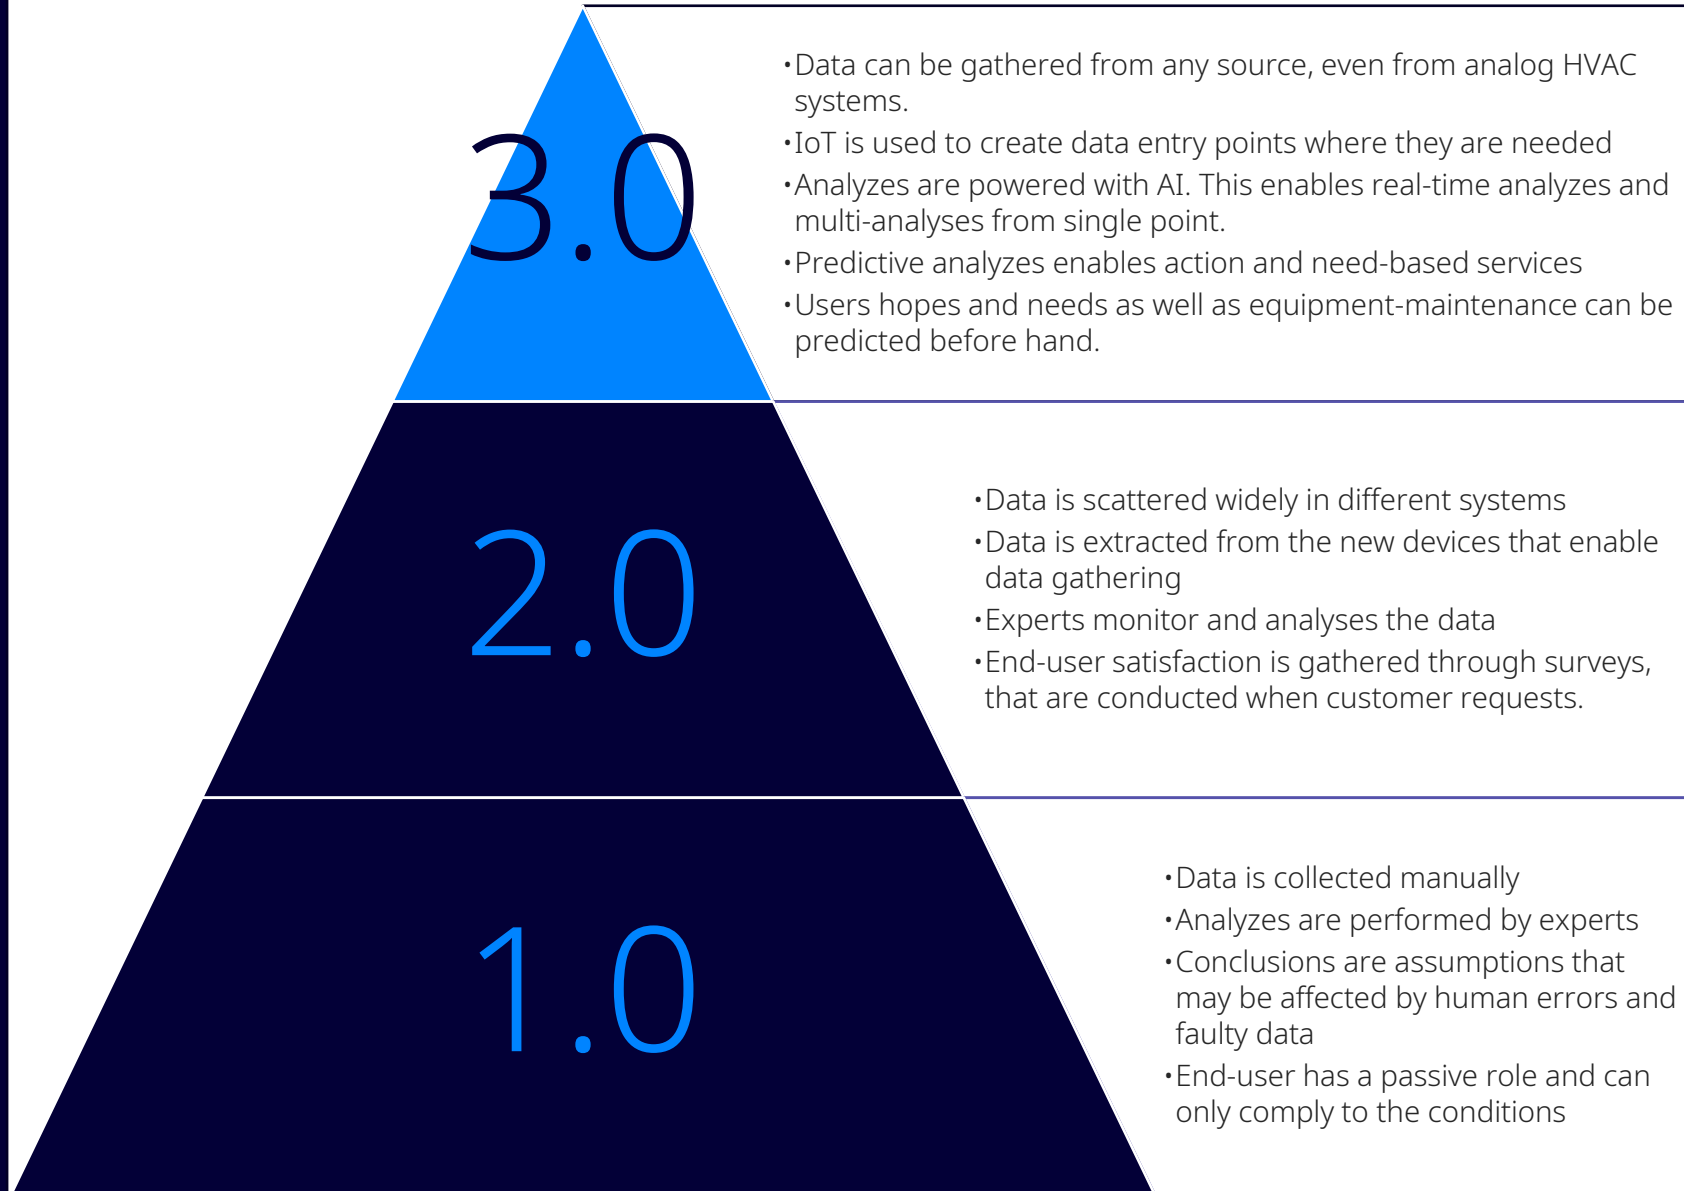 3.0
•Data can be gathered from any source, even from analog HVAC
systems.
•IoT is used to create data entry points where they are needed
•Analyzes are powered with AI. This enables real-time analyzes and
multi-analyses from single point.
•Predictive analyzes enables action and need-based services
•Users hopes and needs as well as equipment-maintenance can be
predicted before hand.
2.0
•Data is scattered widely in different systems
•Data is extracted from the new devices that enable
data gathering
•Experts monitor and analyses the data
•End-user satisfaction is gathered through surveys,
that are conducted when customer requests.
1.0
•Data is collected manually
•Analyzes are performed by experts
•Conclusions are assumptions that
may be affected by human errors and
faulty data
•End-user has a passive role and can
only comply to the conditions